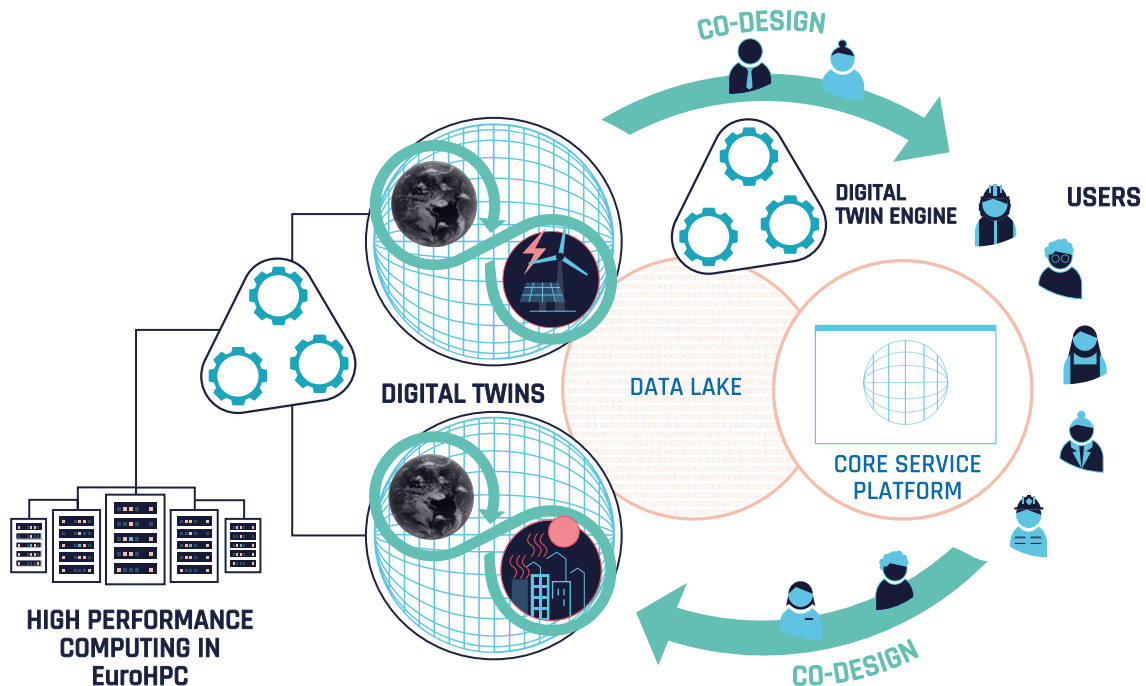 CO-DESIGN
DIGITAL
TWIN ENGINE
USERS
DIGITAL TWINS
DATA LAKE
CORE SERVICE
PLATFORM
HIGH PERFORMANCE
COMPUTING IN
EuroHPC
CO-DESIGN